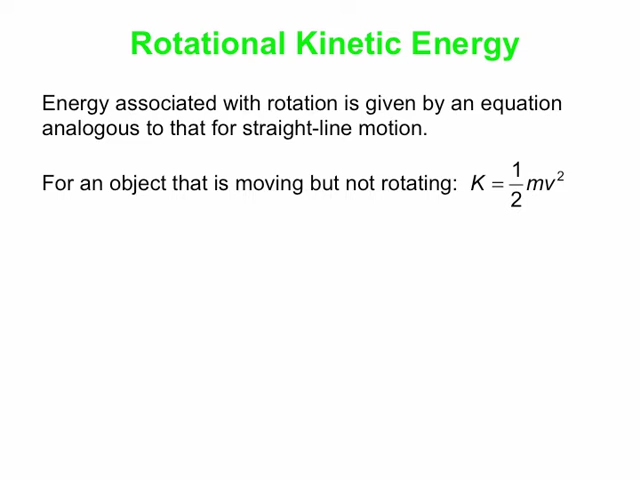 Rotational Kinetic Energy
Energy associated with rotation is given by an equation
analogous to that for straight-line motion.
For an object that is moving but not rotating: K = 1/2 mv²